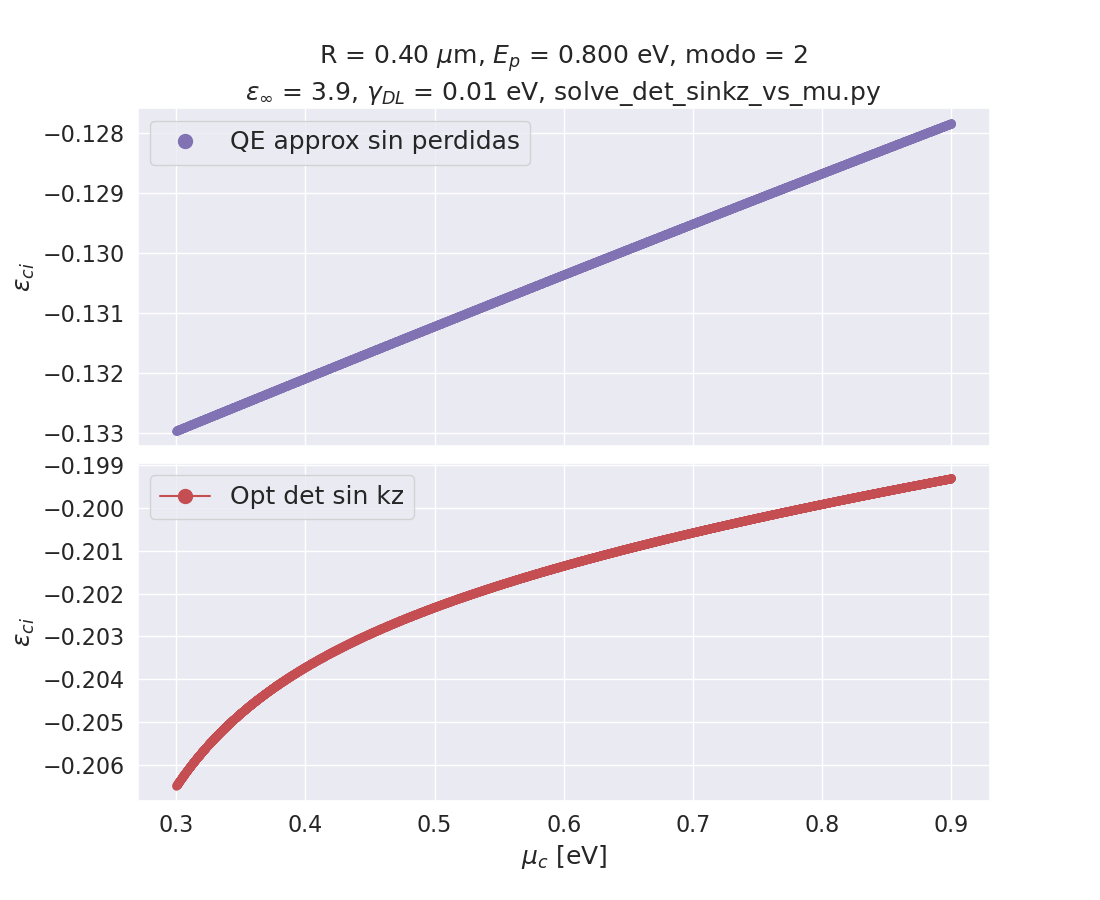 R = 0.40 μm, E_p = 0.800 eV, modo = 2
ε_∞ = 3.9, γ_DL = 0.01 eV, solve_det_sinkz_vs_mu.py
QE approx sin perdidas
−0.128
−0.129
−0.130
−0.131
−0.132
−0.133
ε_ci
Opt det sin kz
−0.199
−0.200
−0.201
−0.202
−0.203
−0.204
−0.205
−0.206
ε_ci
0.3 0.4 0.5 0.6 0.7 0.8 0.9
μ_c [eV]